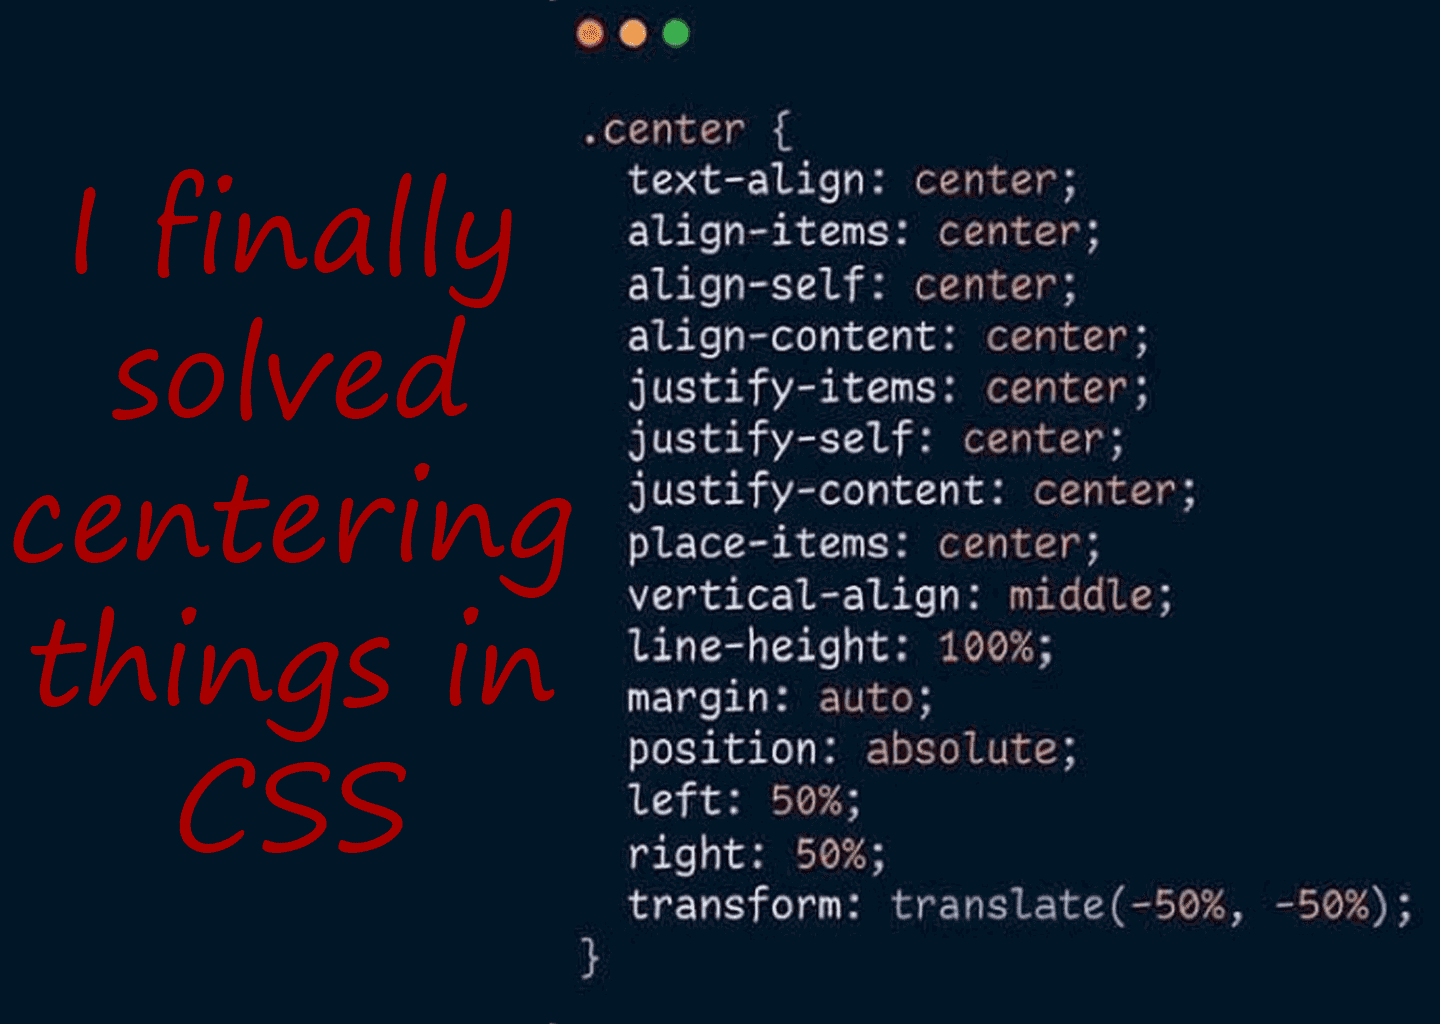 I finally
solved
centering
things in
CSS
.center {
  text-align: center;
  align-items: center;
  align-self: center;
  align-content: center;
  justify-items: center;
  justify-self: center;
  justify-content: center;
  place-items: center;
  vertical-align: middle;
  line-height: 100%;
  margin: auto;
  position: absolute;
  left: 50%;
  right: 50%;
  transform: translate(-50%, -50%);
}